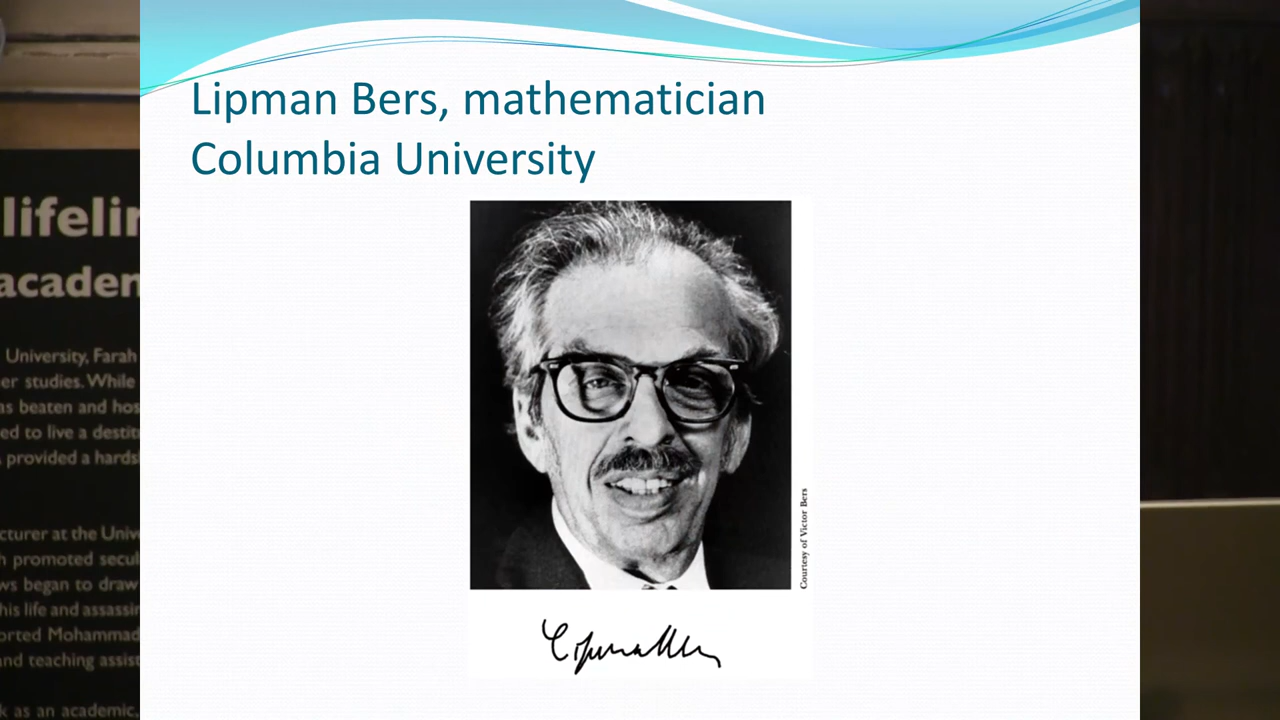 Lipman Bers, mathematician
Columbia University
Courtesy of Victor Bers
University, Farah
er studies. While
as beaten and hos
ed to live a destit
provided a hards
cturer at the Unive
h promoted secul
ws began to draw
his life and assassin
orted Mohammad
and teaching assist
k as an academic,
lifelin
academ